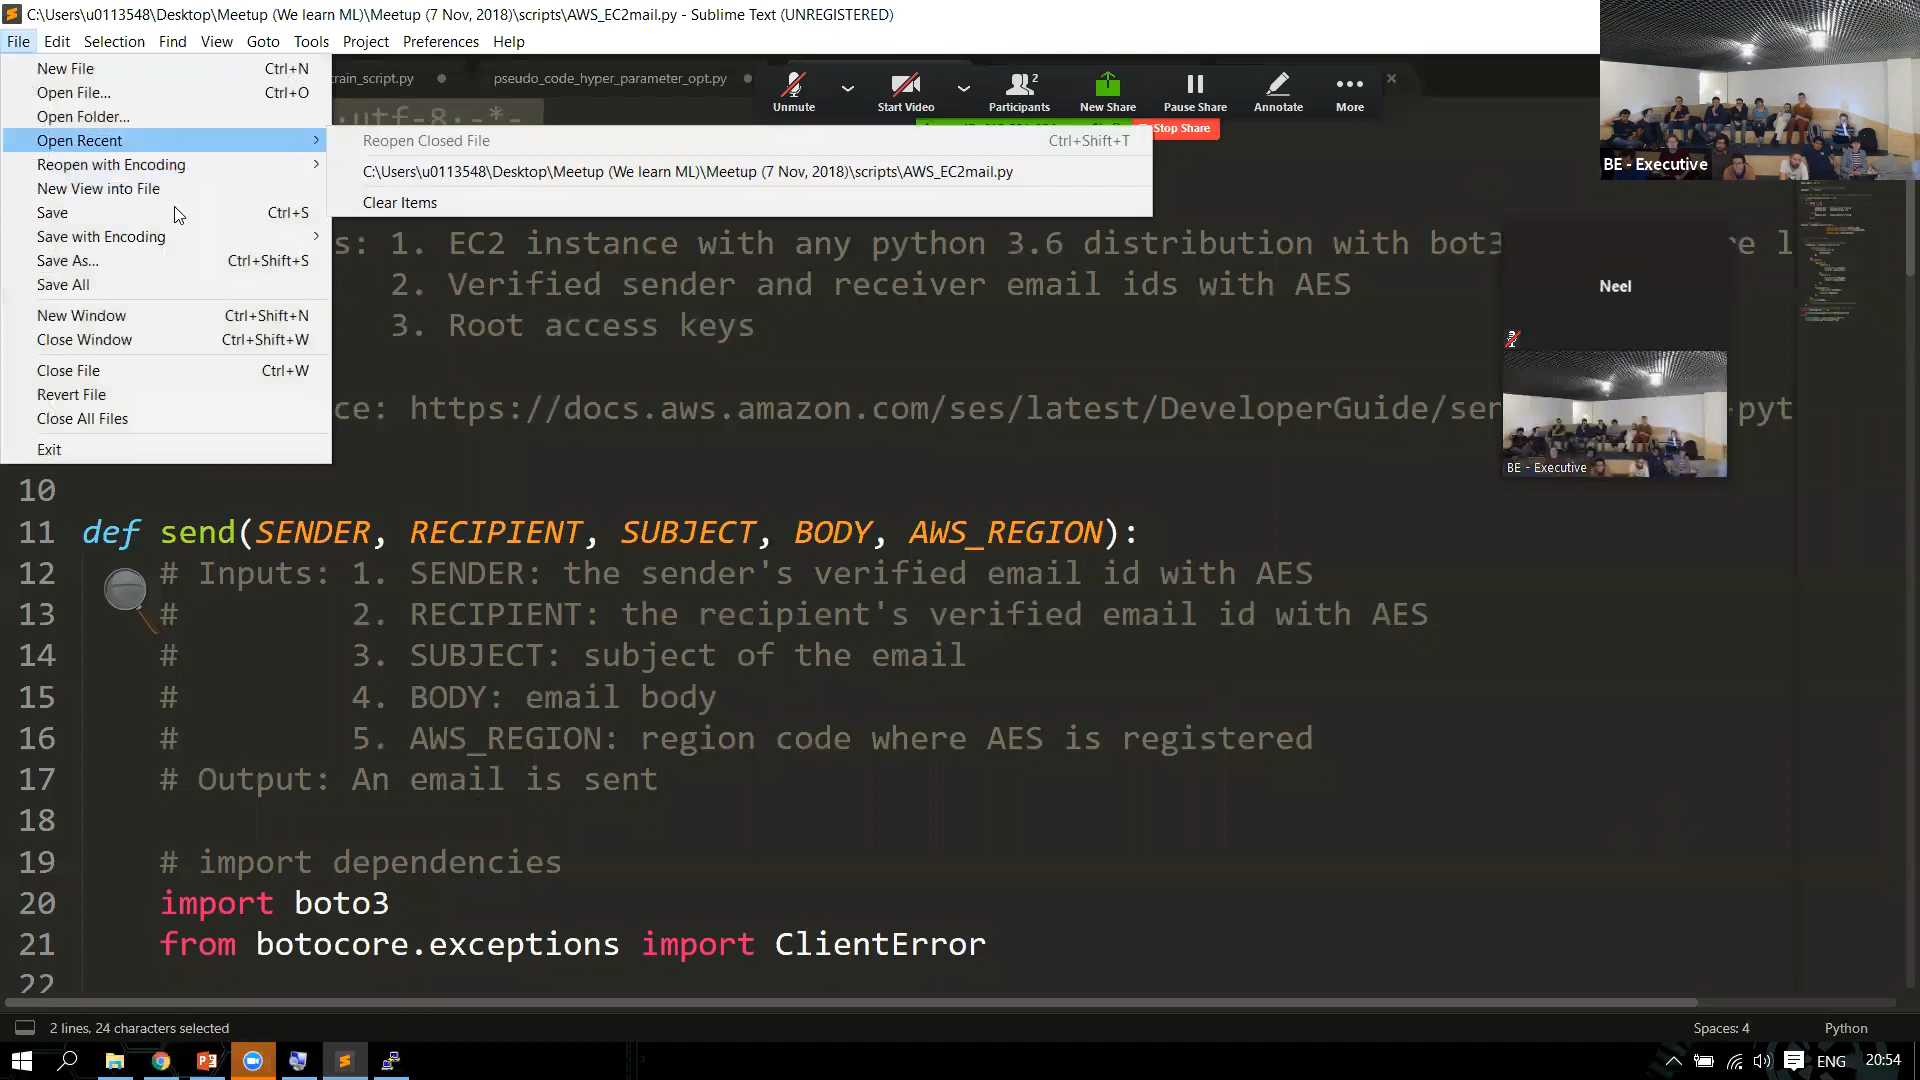 C:\Users\u0113548\Desktop\Meetup (We learn ML)\Meetup (7 Nov, 2018)\scripts\AWS_EC2mail.py - Sublime Text (UNREGISTERED)
File Edit Selection Find View Goto Tools Project Preferences Help
rain_script.py pseudo_code_hyper_parameter_opt.py
Unmute Start Video Participants 2 New Share Pause Share Annotate More
Stop Share
New File Ctrl+N
Open File... Ctrl+O
Open Folder...
Open Recent
Reopen with Encoding
New View into File
Save Ctrl+S
Save with Encoding
Save As... Ctrl+Shift+S
Save All
New Window Ctrl+Shift+N
Close Window Ctrl+Shift+W
Close File Ctrl+W
Revert File
Close All Files
Exit
Reopen Closed File Ctrl+Shift+T
C:\Users\u0113548\Desktop\Meetup (We learn ML)\Meetup (7 Nov, 2018)\scripts\AWS_EC2mail.py
Clear Items
BE - Executive
Neel
BE - Executive
utf-8 -*-
s: 1. EC2 instance with any python 3.6 distribution with bot3 re l
2. Verified sender and receiver email ids with AES
3. Root access keys
ce: https://docs.aws.amazon.com/ses/latest/DeveloperGuide/sen -pyt
10
11 def send(SENDER, RECIPIENT, SUBJECT, BODY, AWS_REGION):
12 # Inputs: 1. SENDER: the sender's verified email id with AES
13 # 2. RECIPIENT: the recipient's verified email id with AES
14 # 3. SUBJECT: subject of the email
15 # 4. BODY: email body
16 # 5. AWS_REGION: region code where AES is registered
17 # Output: An email is sent
18
19 # import dependencies
20 import boto3
21 from botocore.exceptions import ClientError
22
2 lines, 24 characters selected Spaces: 4 Python
ENG 20:54